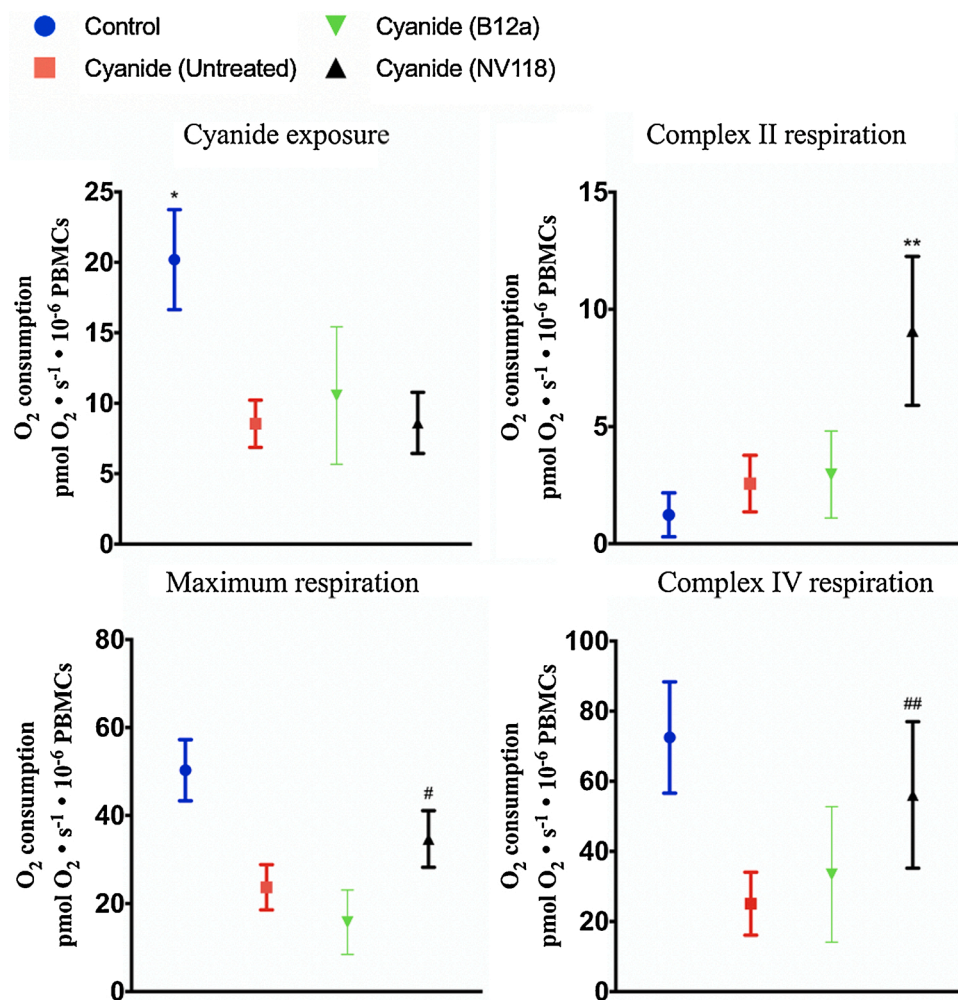 Control
Cyanide (B12a)
Cyanide (Untreated)
Cyanide (NV118)
Cyanide exposure
O₂ consumption
pmol O₂ • s⁻¹ • 10⁻⁶ PBMCs
25
20
15
10
5
0
*
Complex II respiration
O₂ consumption
pmol O₂ • s⁻¹ • 10⁻⁶ PBMCs
15
10
5
0
**
Maximum respiration
O₂ consumption
pmol O₂ • s⁻¹ • 10⁻⁶ PBMCs
80
60
40
20
0
#
Complex IV respiration
O₂ consumption
pmol O₂ • s⁻¹ • 10⁻⁶ PBMCs
100
80
60
40
20
0
##